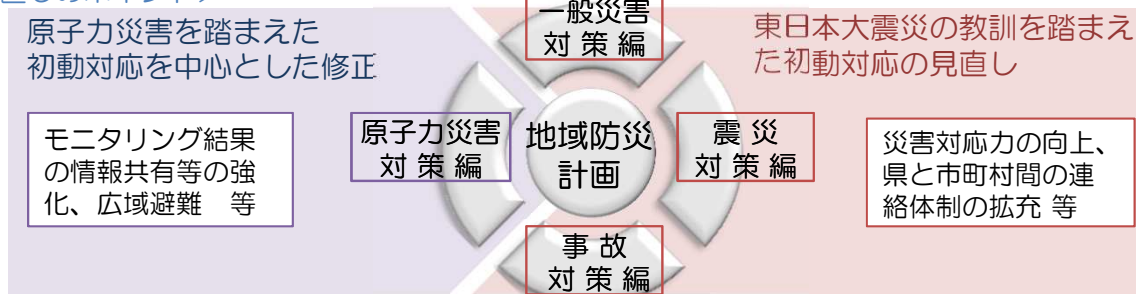 原子力災害を踏まえた
初動対応を中心とした修正
モニタリング結果
の情報共有等の強
化、広域避難　等
一般災害
対 策 編
原子力災害
対 策 編
地域防災
計画
震 災
対 策 編
事 故
対 策 編
東日本大震災の教訓を踏まえ
た初動対応の見直し
災害対応力の向上、
県と市町村間の連
絡体制の拡充 等